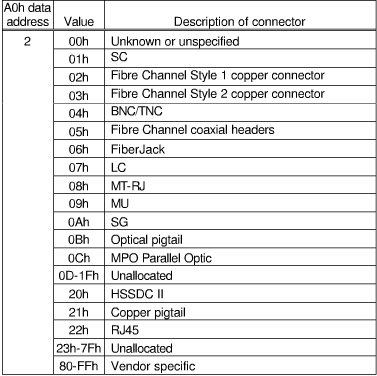 A0h data address Value Description of connector
2 00h Unknown or unspecified
01h SC
02h Fibre Channel Style 1 copper connector
03h Fibre Channel Style 2 copper connector
04h BNC/TNC
05h Fibre Channel coaxial headers
06h FiberJack
07h LC
08h MT-RJ
09h MU
0Ah SG
0Bh Optical pigtail
0Ch MPO Parallel Optic
0D-1Fh Unallocated
20h HSSDC II
21h Copper pigtail
22h RJ45
23h-7Fh Unallocated
80-FFh Vendor specific